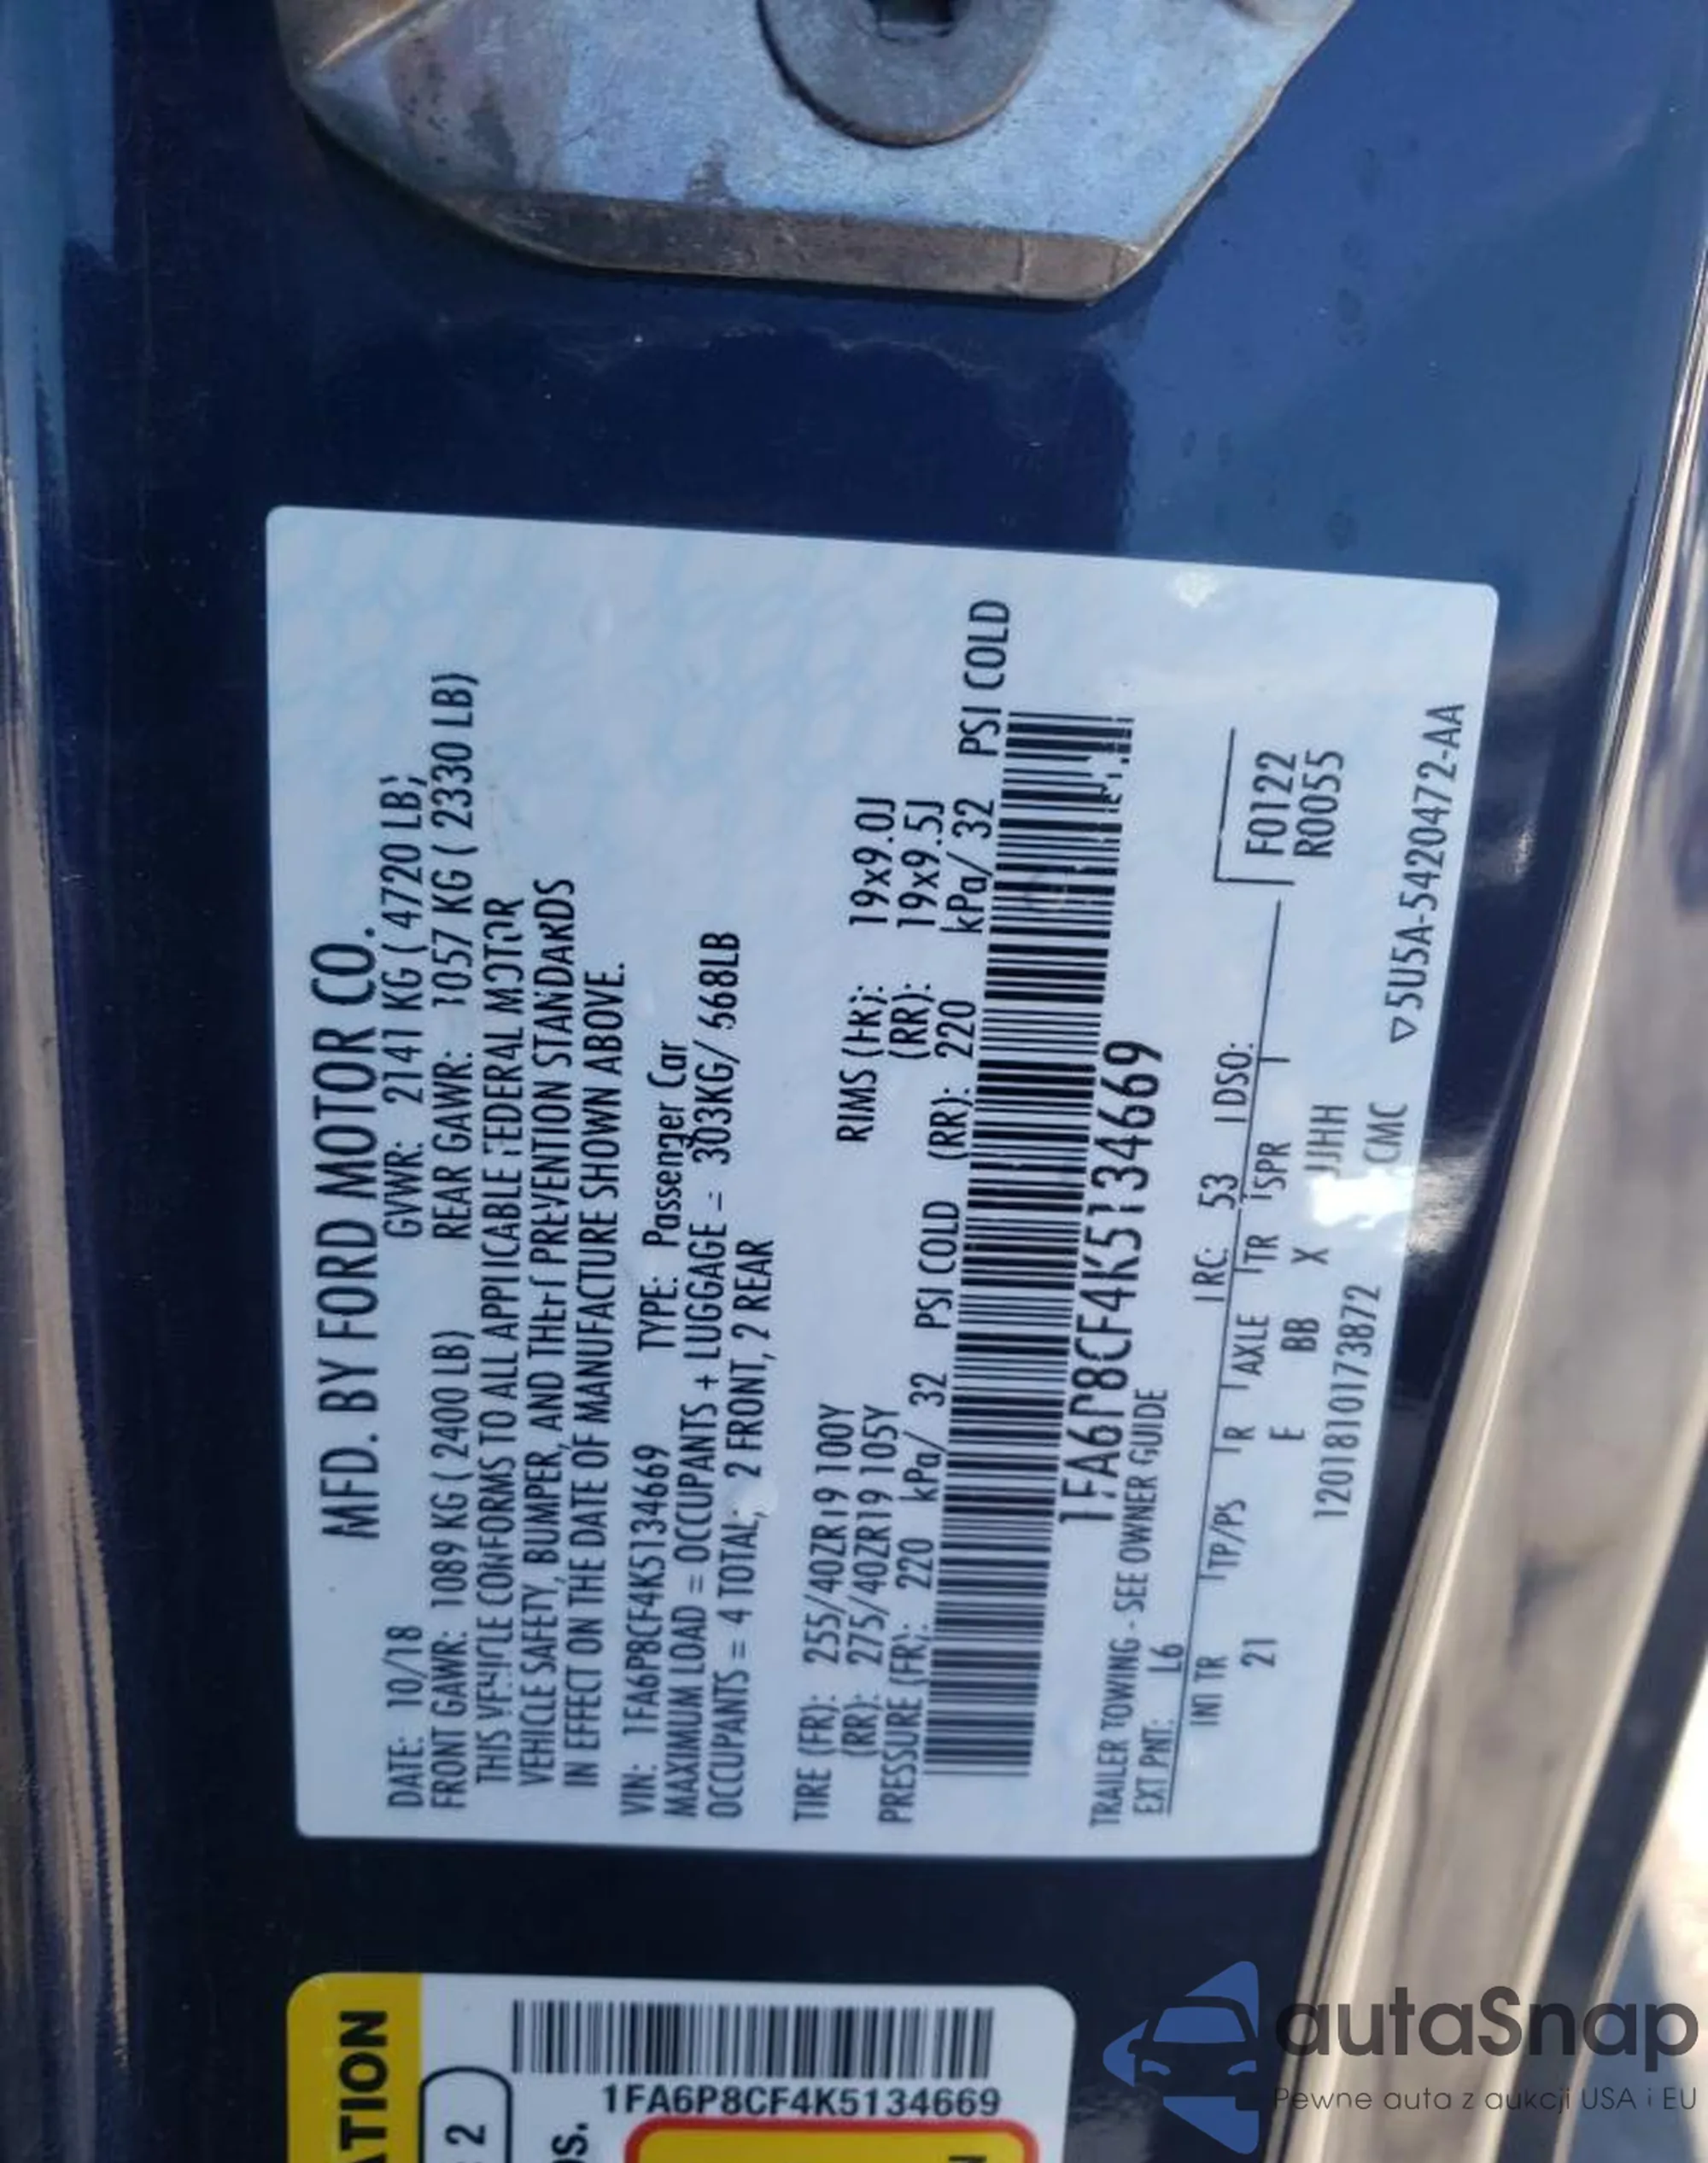 MFD. BY FORD MOTOR CO.
DATE: 10/18 GVWR: 2141 KG ( 4720 LB)
FRONT GAWR: 1089 KG ( 2400 LB) REAR GAWR: 1057 KG ( 2330 LB)
THIS VEHICLE CONFORMS TO ALL APPLICABLE FEDERAL MOTOR
VEHICLE SAFETY, BUMPER, AND THEFT PREVENTION STANDARDS
IN EFFECT ON THE DATE OF MANUFACTURE SHOWN ABOVE.
VIN: 1FA6P8CF4K5134669 TYPE: Passenger Car
MAXIMUM LOAD = OCCUPANTS + LUGGAGE = 303KG/ 668LB
OCCUPANTS = 4 TOTAL; 2 FRONT, 2 REAR
TIRE (FR): 255/40ZR19 100Y RIMS (FR): 19x9.0J
(RR): 275/40ZR19 105Y (RR): 19x9.5J
PRESSURE (FR): 220 kPa/ 32 PSI COLD (RR): 220 kPa/ 32 PSI COLD
1FA6P8CF4K5134669
TRAILER TOWING - SEE OWNER GUIDE
EXT PNT: L6 RC: 53 DSO:
INT TR TP/PS R AXLE TR SPR
21 E BB X JJHH
F0122
R0055
1201810173872 CMC ▽5U5A-5420472-AA
ATION
2
1FA6P8CF4K5134669
OS.
autaSnap
Pewne auta z aukcji USA i EU